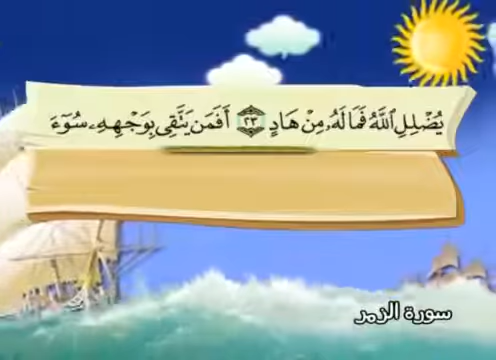 يُضْلِلِ ٱللَّهُ فَمَا لَهُۥ مِنْ هَادٍ ۝٢٣ أَفَمَن يَتَّقِى بِوَجْهِهِۦ سُوٓءَ
سورة الزمر